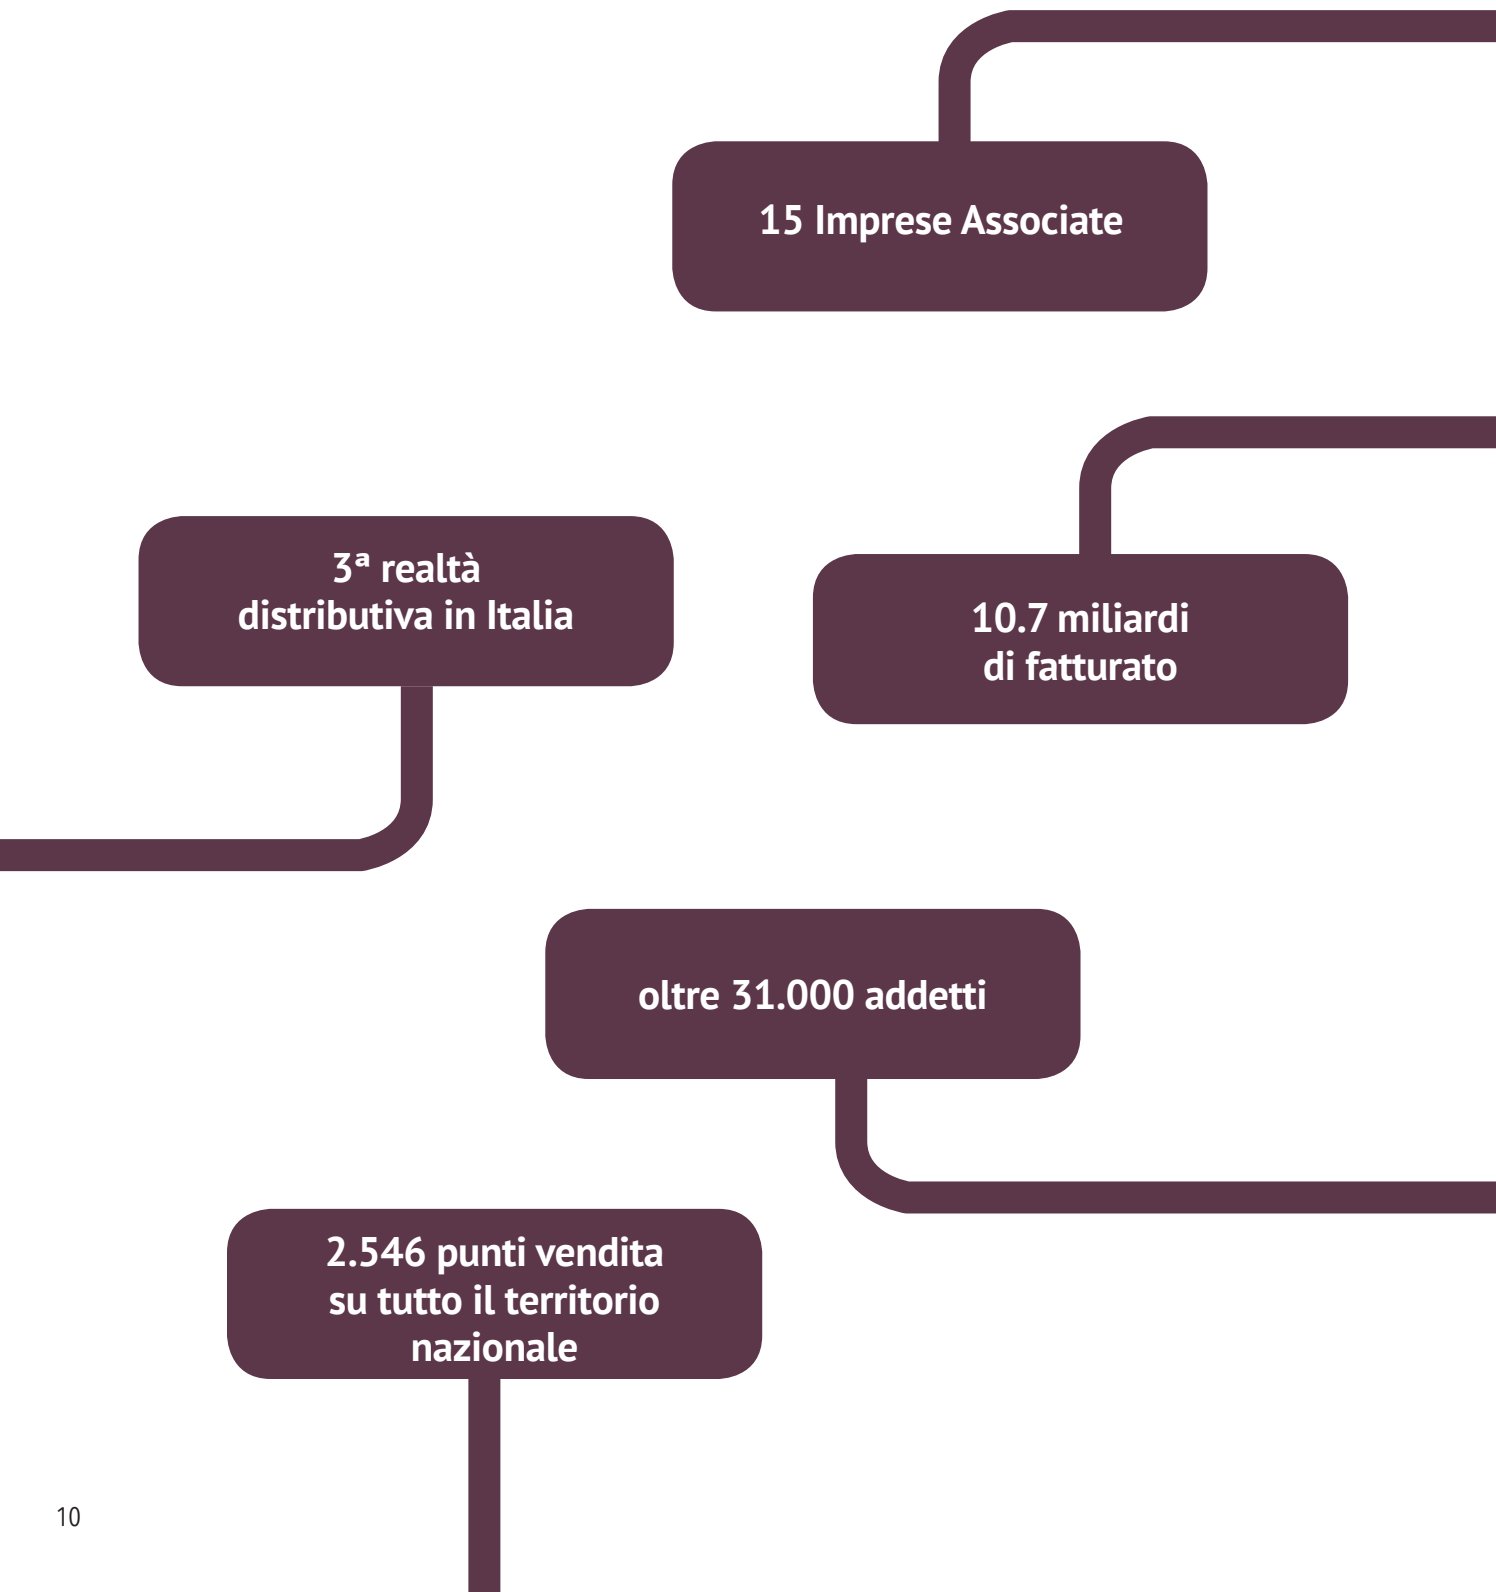 15 Imprese Associate
3ª realtà
distributiva in Italia
10.7 miliardi
di fatturato
oltre 31.000 addetti
2.546 punti vendita
su tutto il territorio
nazionale
10